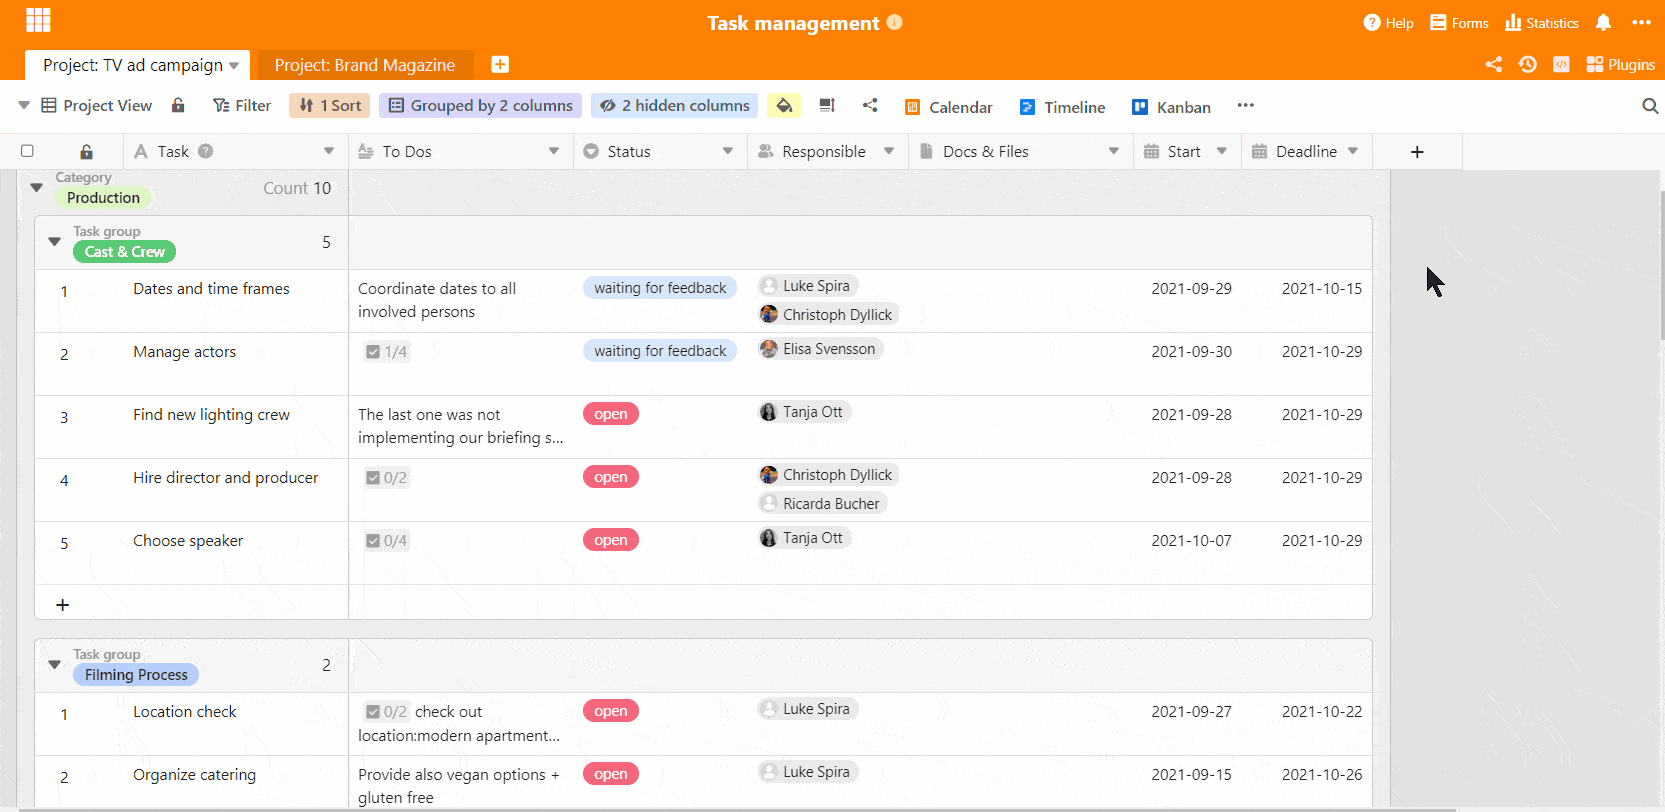 Task management
Help
Forms
Statistics
Project: TV ad campaign
Project: Brand Magazine
Plugins
Project View
Filter
1 Sort
Grouped by 2 columns
2 hidden columns
Calendar
Timeline
Kanban
Task
To Dos
Status
Responsible
Docs & Files
Start
Deadline
Category
Production
Count 10
Task group
Cast & Crew
5
1
Dates and time frames
Coordinate dates to all
involved persons
waiting for feedback
Luke Spira
Christoph Dyllick
2021-09-29
2021-10-15
2
Manage actors
1/4
waiting for feedback
Elisa Svensson
2021-09-30
2021-10-29
3
Find new lighting crew
The last one was not
implementing our briefing s...
open
Tanja Ott
2021-09-28
2021-10-29
4
Hire director and producer
0/2
open
Christoph Dyllick
Ricarda Bucher
2021-09-28
2021-10-29
5
Choose speaker
0/4
open
Tanja Ott
2021-10-07
2021-10-29
Task group
Filming Process
2
1
Location check
0/2 check out
location:modern apartment...
open
Luke Spira
2021-09-27
2021-10-22
2
Organize catering
Provide also vegan options +
gluten free
open
Luke Spira
2021-09-15
2021-10-26